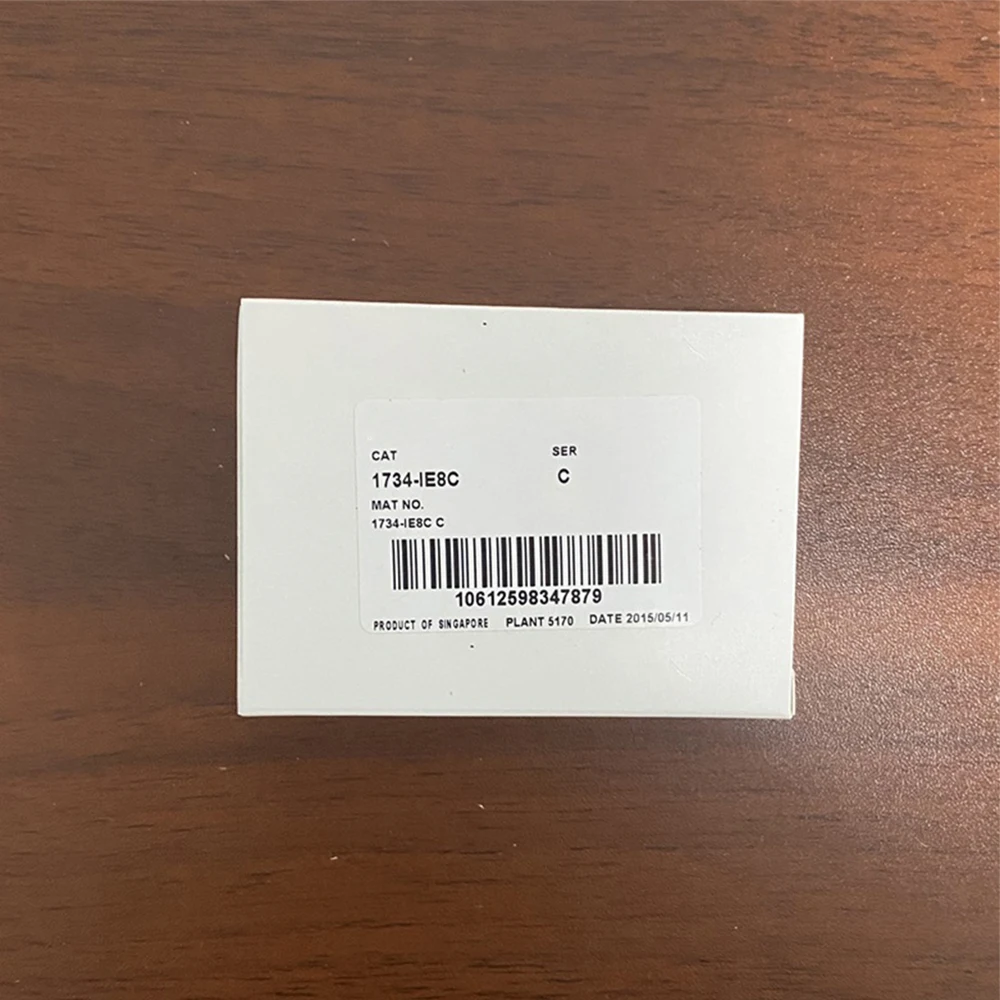 CAT SER
1734-IE8C C
MAT NO.
1734-IE8C C
10612598347879
PRODUCT OF SINGAPORE PLANT 5170 DATE 2015/05/11